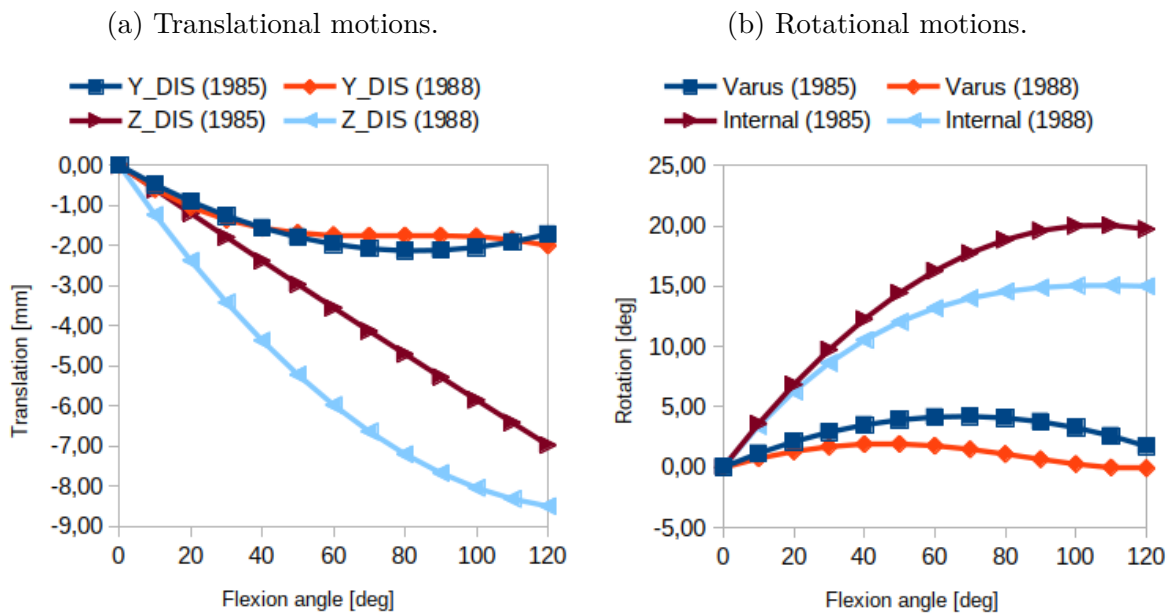 (a) Translational motions.
Y_DIS (1985) Y_DIS (1988)
Z_DIS (1985) Z_DIS (1988)
0,00
-1,00
-2,00
-3,00
-4,00
-5,00
-6,00
-7,00
-8,00
-9,00
Translation [mm]
0 20 40 60 80 100 120
Flexion angle [deg]
(b) Rotational motions.
Varus (1985) Varus (1988)
Internal (1985) Internal (1988)
25,00
20,00
15,00
10,00
5,00
0,00
-5,00
Rotation [deg]
0 20 40 60 80 100 120
Flexion angle [deg]